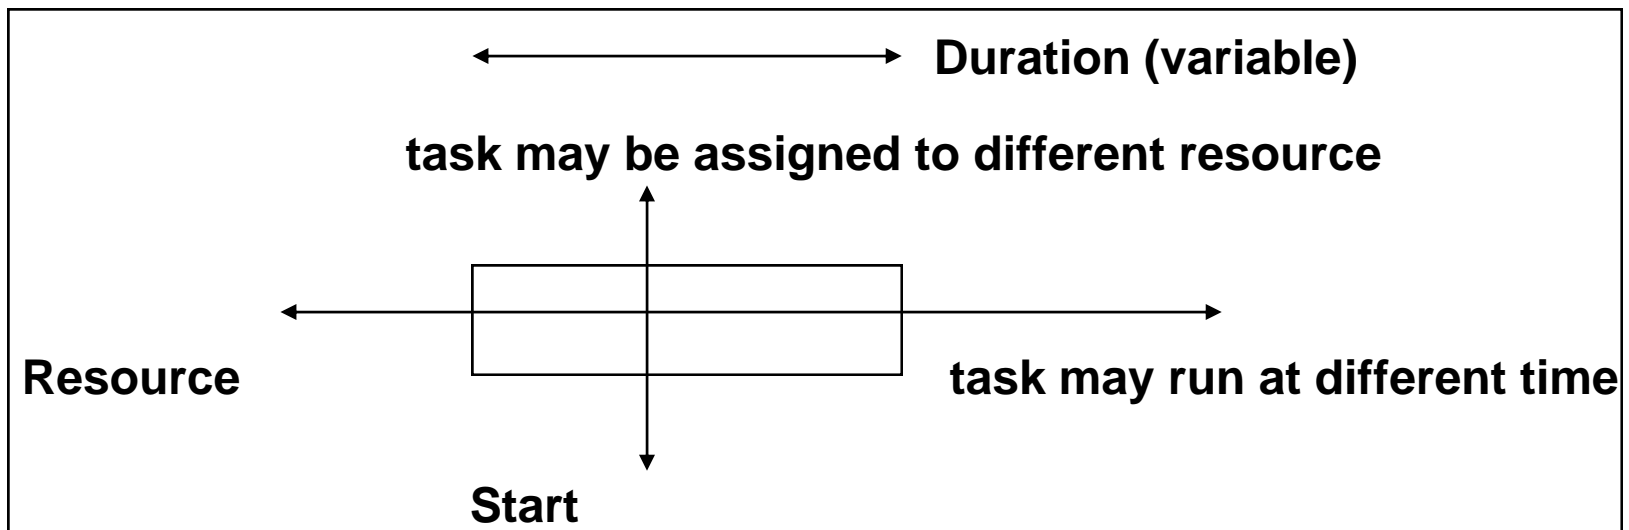 Duration (variable)
task may be assigned to different resource
Resource
task may run at different time
Start